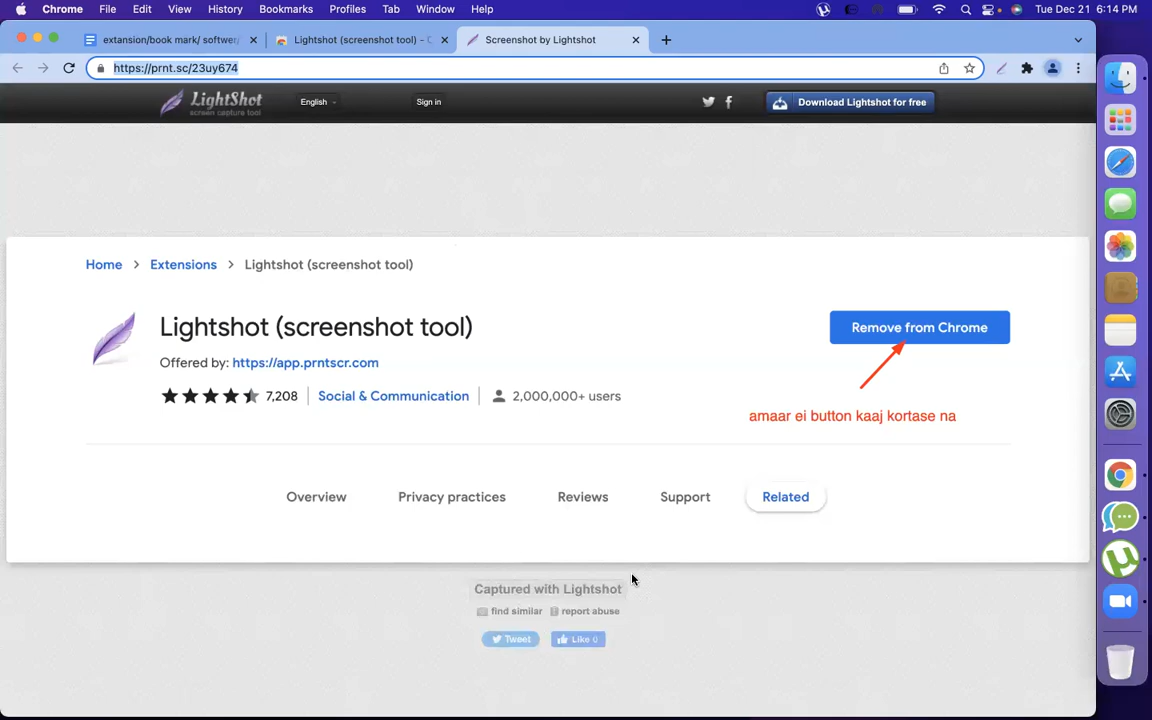 Chrome File Edit View History Bookmarks Profiles Tab Window Help Tue Dec 21 6:14 PM
extansion/book mark/ softwer/ Lightshot (screenshot tool) - C Screenshot by Lightshot
https://prnt.sc/23uy674
LightShot
screen capture tool
English
Sign in
Download Lightshot for free
Home > Extensions > Lightshot (screenshot tool)
Lightshot (screenshot tool)
Remove from Chrome
Offered by: https://app.prntscr.com
7,208 Social & Communication 2,000,000+ users
amaar ei button kaaj kortase na
Overview Privacy practices Reviews Support Related
Captured with Lightshot
find similar report abuse
Tweet Like 0